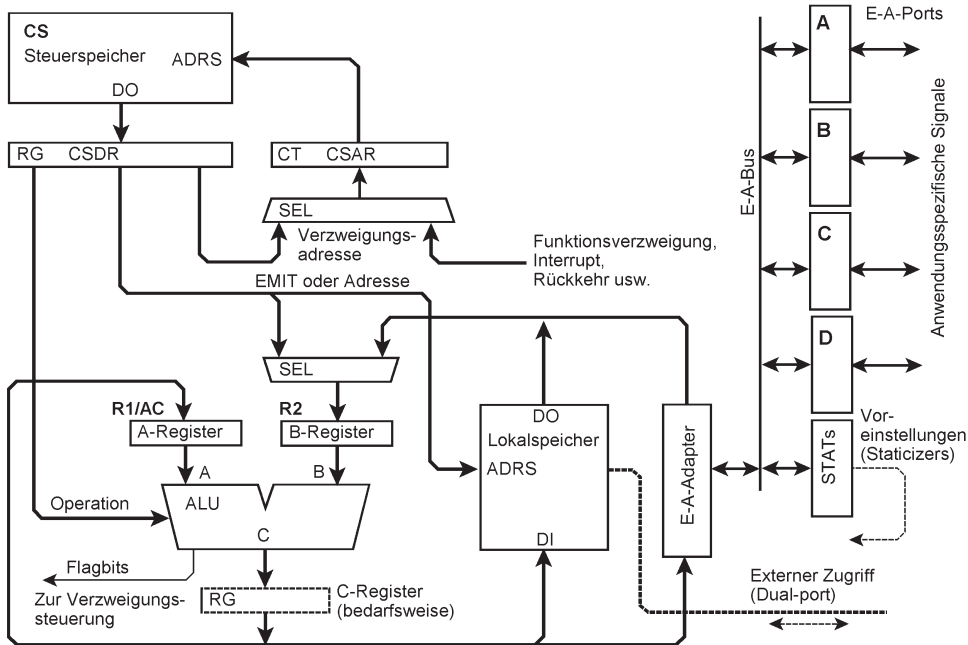 CS
Steuerspeicher
ADRS
DO
RG CSDR
CT CSAR
SEL
Verzweigungs-
adresse
Funktionsverzweigung,
Interrupt,
Rückkehr usw.
EMIT oder Adresse
SEL
R1/AC
A-Register
R2
B-Register
A
B
ALU
C
Operation
Flagbits
Zur Verzweigungs-
steuerung
RG
C-Register
(bedarfsweise)
DO
Lokalspeicher
ADRS
DI
E-A-Adapter
E-A-Bus
A
B
C
D
STATs
E-A-Ports
Anwendungsspezifische Signale
Vor-
einstellungen
(Staticizers)
Externer Zugriff
(Dual-port)